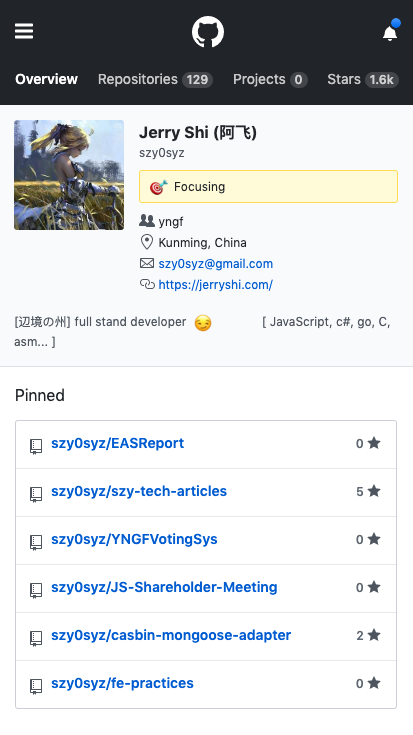 Overview Repositories 129 Projects 0 Stars 1.6k
Jerry Shi (阿飞)
szy0syz
🎯 Focusing
yngf
Kunming, China
szy0syz@gmail.com
https://jerryshi.com/
[辺境の州] full stand developer 😏 [ JavaScript, c#, go, C,
asm... ]
Pinned
szy0syz/EASReport 0
szy0syz/szy-tech-articles 5
szy0syz/YNGFVotingSys 0
szy0syz/JS-Shareholder-Meeting 0
szy0syz/casbin-mongoose-adapter 2
szy0syz/fe-practices 0